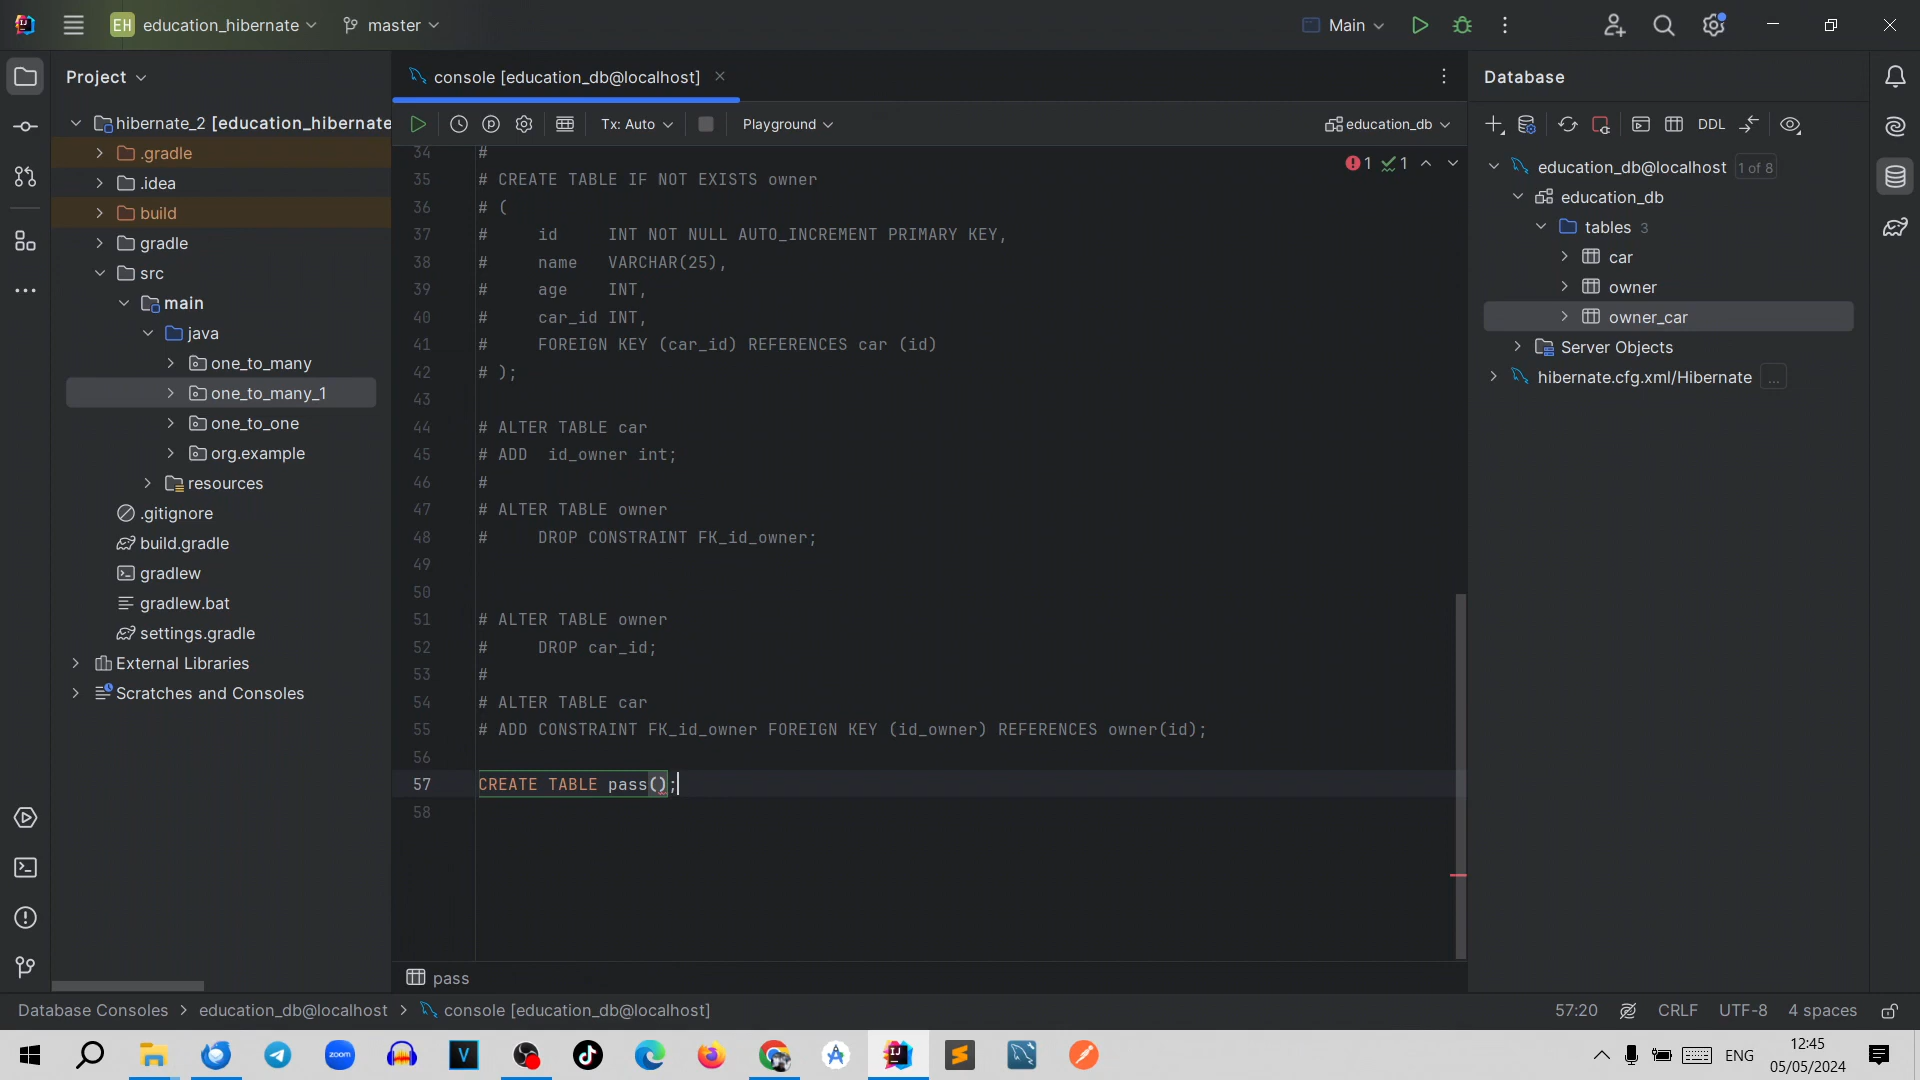 EH education_hibernate
master
Main
Project
console [education_db@localhost]
Database
Tx: Auto
Playground
education_db
DDL
hibernate_2 [education_hibernate
.gradle
.idea
build
gradle
src
main
java
one_to_many
one_to_many_1
one_to_one
org.example
resources
.gitignore
build.gradle
gradlew
gradlew.bat
settings.gradle
External Libraries
Scratches and Consoles
1 1
34 #
35 # CREATE TABLE IF NOT EXISTS owner
36 # (
37 # id INT NOT NULL AUTO_INCREMENT PRIMARY KEY,
38 # name VARCHAR(25),
39 # age INT,
40 # car_id INT,
41 # FOREIGN KEY (car_id) REFERENCES car (id)
42 # );
43
44 # ALTER TABLE car
45 # ADD id_owner int;
46 #
47 # ALTER TABLE owner
48 # DROP CONSTRAINT FK_id_owner;
49
50
51 # ALTER TABLE owner
52 # DROP car_id;
53 #
54 # ALTER TABLE car
55 # ADD CONSTRAINT FK_id_owner FOREIGN KEY (id_owner) REFERENCES owner(id);
56
57 CREATE TABLE pass();
58
pass
education_db@localhost 1 of 8
education_db
tables 3
car
owner
owner_car
Server Objects
hibernate.cfg.xml/Hibernate ...
Database Consoles > education_db@localhost > console [education_db@localhost]
57:20 CRLF UTF-8 4 spaces
zoom
V
ENG
12:45
05/05/2024